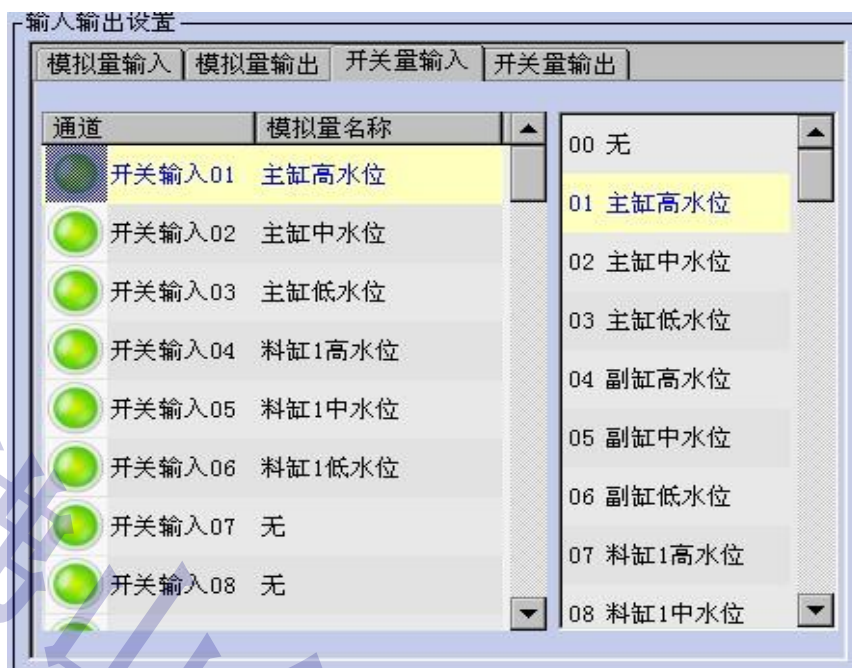 输入输出设置
模拟量输入 模拟量输出 开关量输入 开关量输出
通道 模拟量名称
开关输入01 主缸高水位
开关输入02 主缸中水位
开关输入03 主缸低水位
开关输入04 料缸1高水位
开关输入05 料缸1中水位
开关输入06 料缸1低水位
开关输入07 无
开关输入08 无
00 无
01 主缸高水位
02 主缸中水位
03 主缸低水位
04 副缸高水位
05 副缸中水位
06 副缸低水位
07 料缸1高水位
08 料缸1中水位